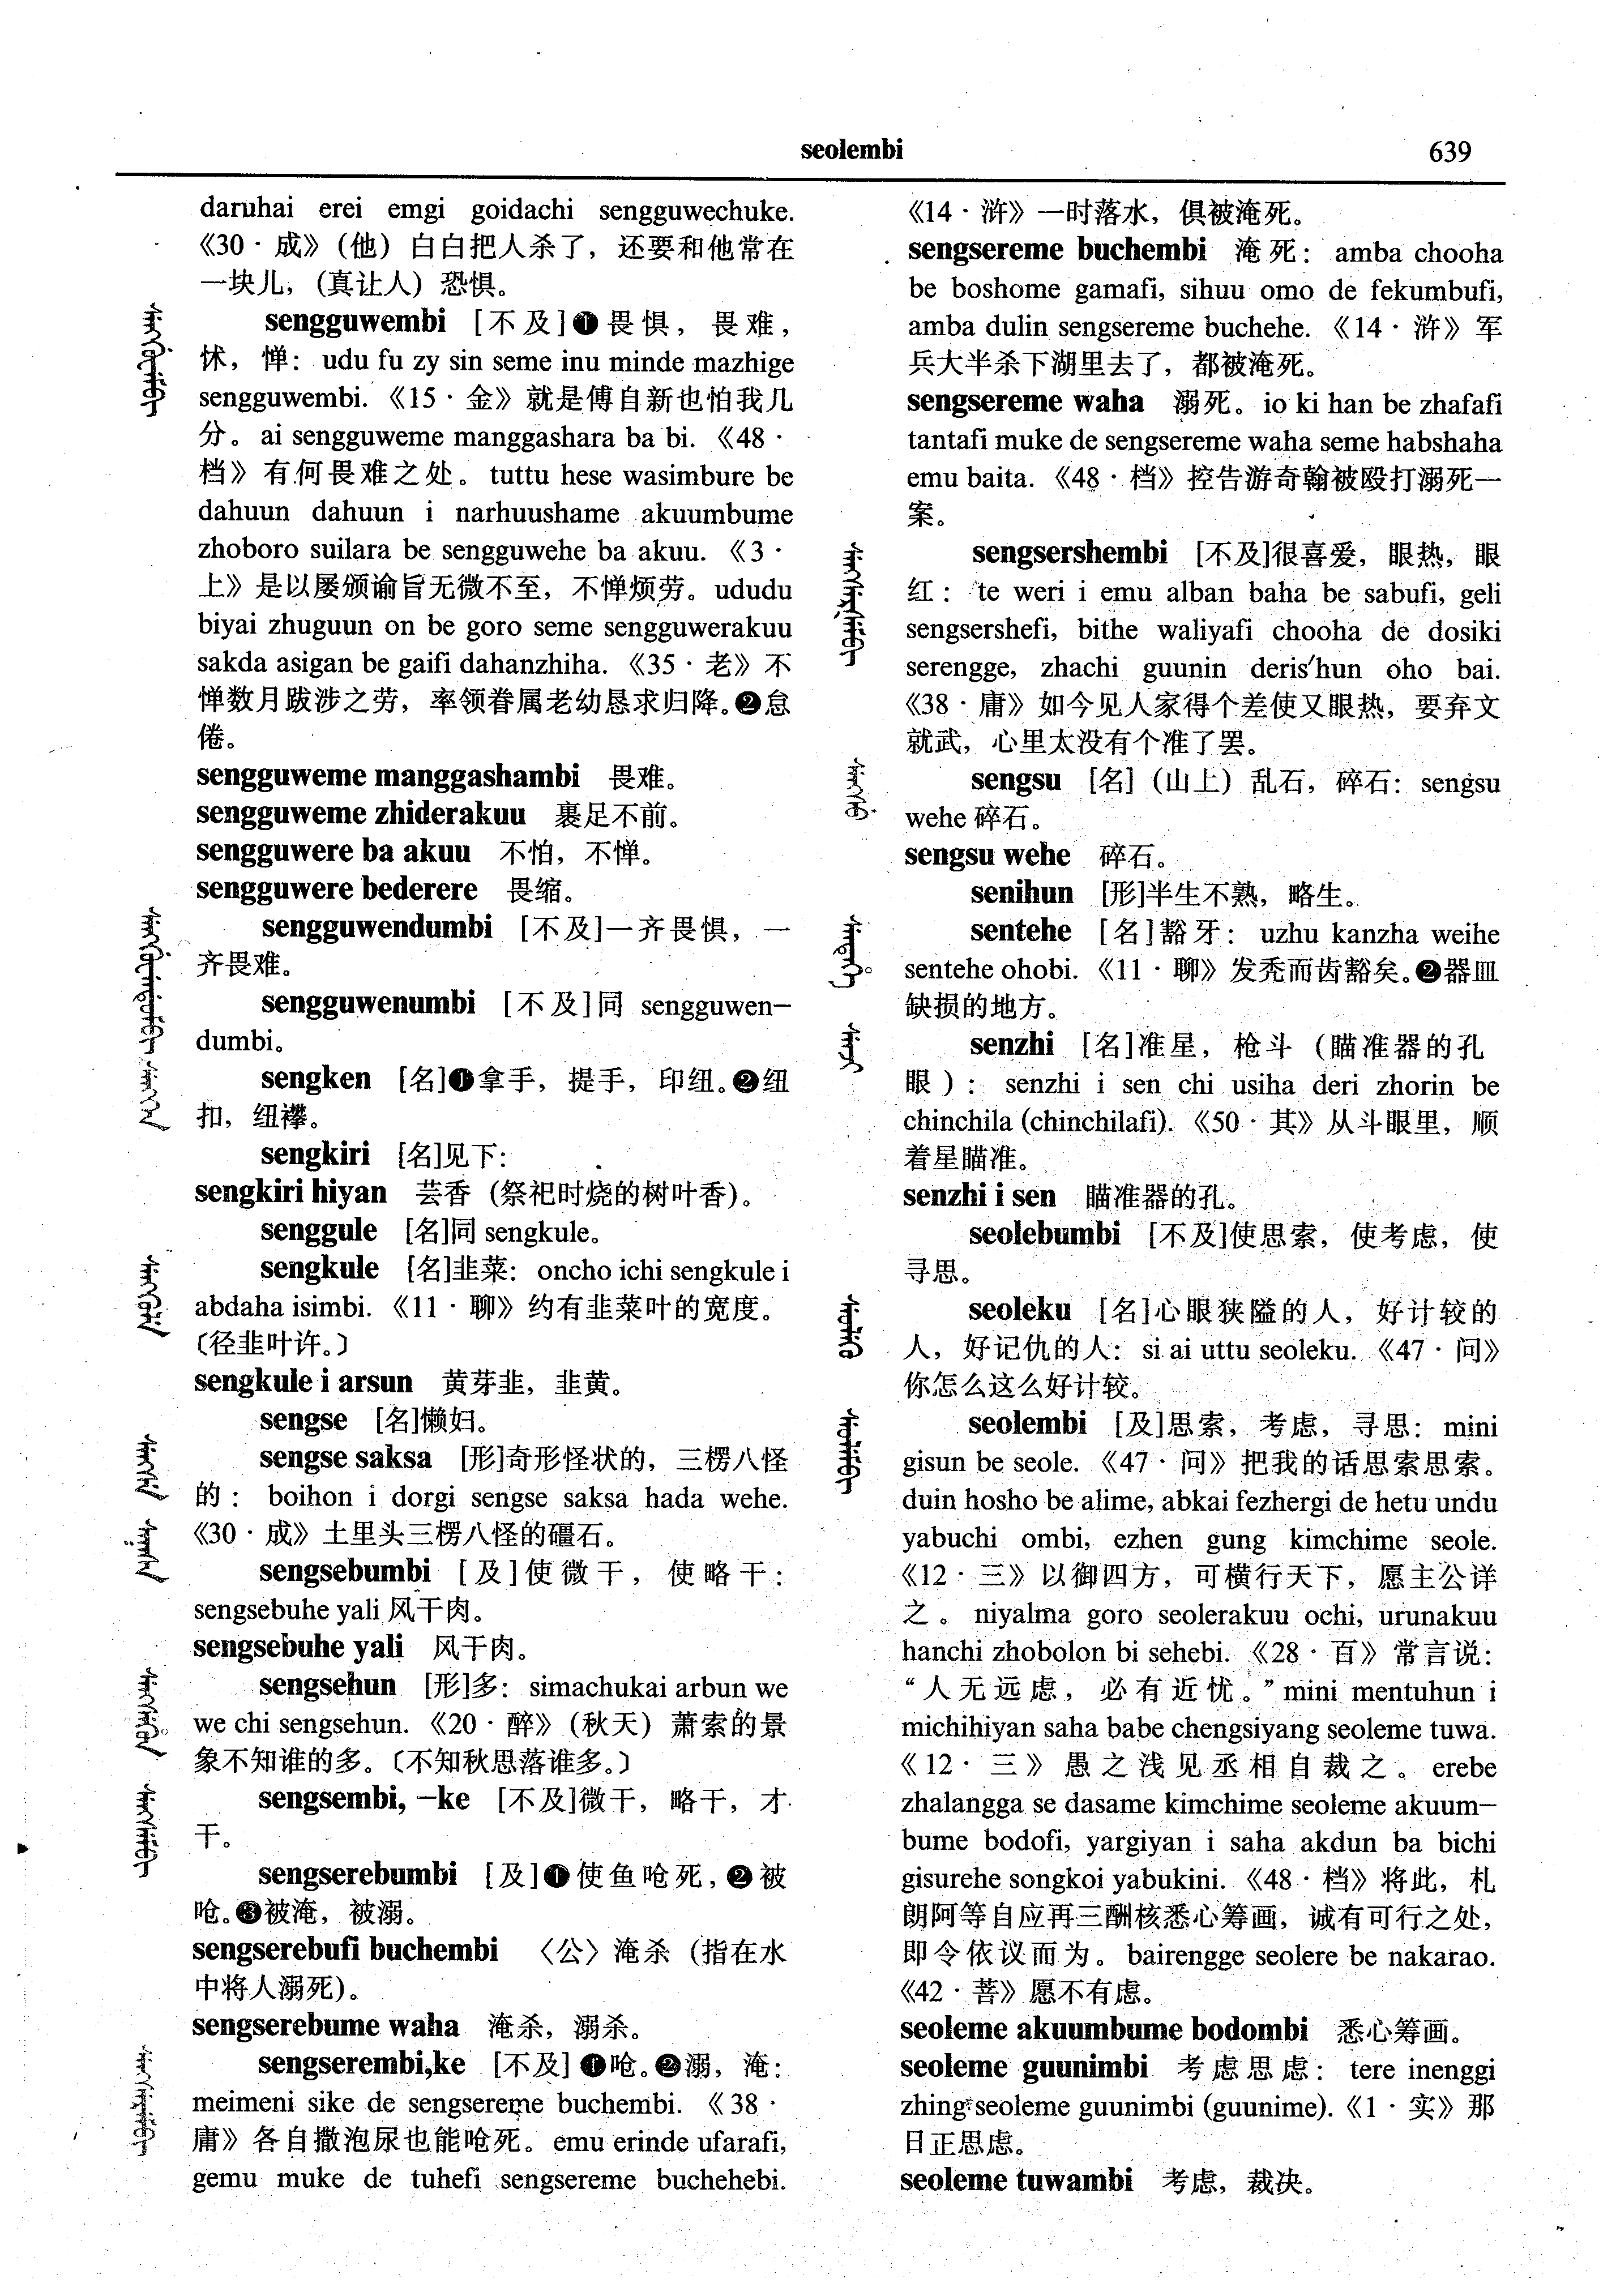 seolembi
639
daruhai erei emgi goidachi sengguwechuke.
《30·成》(他) 白白把人杀了, 还要和他常在
一块儿, (真让人) 恐惧。
sengguwembi [不及]❶畏惧, 畏难,
怵, 惮: udu fu zy sin seme inu minde mazhige
sengguwembi. 《15·金》就是傅自新也怕我几
分。ai sengguweme manggashara ba bi. 《48·
档》有何畏难之处。tuttu hese wasimbure be
dahuun dahuun i narhuushame akuumbume
zhoboro suilara be sengguwehe ba akuu. 《3·
上》是以屡颁谕旨无微不至, 不惮烦劳。ududu
biyai zhuguun on be goro seme sengguwerakuu
sakda asigan be gaifi dahanzhiha. 《35·老》不
惮数月跋涉之劳, 率领眷属老幼恳求归降。❷怠
倦。
sengguweme manggashambi 畏难。
sengguweme zhiderakuu 裹足不前。
sengguwere ba akuu 不怕, 不惮。
sengguwere bederere 畏缩。
sengguwendumbi [不及]一齐畏惧, 一
齐畏难。
sengguwenumbi [不及]同 sengguwen-
dumbi。
sengken [名]❶拿手, 提手, 印纽。❷纽
扣, 纽襻。
sengkiri [名]见下:
sengkiri hiyan 芸香 (祭祀时烧的树叶香)。
senggule [名]同 sengkule。
sengkule [名]韭菜: oncho ichi sengkule i
abdaha isimbi. 《11·聊》约有韭菜叶的宽度。
〔径韭叶许。〕
sengkule i arsun 黄芽韭, 韭黄。
sengse [名]懒妇。
sengse saksa [形]奇形怪状的, 三楞八怪
的: boihon i dorgi sengse saksa hada wehe.
《30·成》土里头三楞八怪的礓石。
sengsebumbi [及]使微干, 使略干:
sengsebuhe yali 风干肉。
sengsebuhe yali 风干肉。
sengsehun [形]多: simachukai arbun we
we chi sengsehun. 《20·醉》(秋天) 萧索的景
象不知谁的多。〔不知秋思落谁多。〕
sengsembi, -ke [不及]微干, 略干, 才
干。
sengserebumbi [及]❶使鱼呛死, ❷被
呛。❸被淹, 被溺。
sengserebufi buchembi 〈公〉淹杀 (指在水
中将人溺死)。
sengserebume waha 淹杀, 溺杀。
sengserembi,ke [不及] ❶呛。❷溺, 淹:
meimeni sike de sengsereme buchembi. 《38·
庸》各自撒泡尿也能呛死。emu erinde ufarafi,
gemu muke de tuhefi sengsereme buchehebi.
《14·浒》一时落水, 俱被淹死。
sengsereme buchembi 淹死: amba chooha
be boshome gamafi, sihuu omo de fekumbufi,
amba dulin sengsereme buchehe. 《14·浒》军
兵大半杀下湖里去了, 都被淹死。
sengsereme waha 溺死。io ki han be zhafafi
tantafi muke de sengsereme waha seme habshaha
emu baita. 《48·档》控告游奇翰被殴打溺死一
案。
sengsershembi [不及]很喜爱, 眼热, 眼
红: te weri i emu alban baha be sabufi, geli
sengsershefi, bithe waliyafi chooha de dosiki
serengge, zhachi guunin deris'hun oho bai.
《38·庸》如今见人家得个差使又眼热, 要弃文
就武, 心里太没有个准了罢。
sengsu [名] (山上) 乱石, 碎石: sengsu
wehe 碎石。
sengsu wehe 碎石。
senihun [形]半生不熟, 略生。
sentehe [名]豁牙: uzhu kanzha weihe
sentehe ohobi. 《11·聊》发秃而齿豁矣。❷器皿
缺损的地方。
senzhi [名]准星, 枪斗 (瞄准器的孔
眼): senzhi i sen chi usiha deri zhorin be
chinchila (chinchilafi). 《50·其》从斗眼里, 顺
着星瞄准。
senzhi i sen 瞄准器的孔。
seolebumbi [不及]使思索, 使考虑, 使
寻思。
seoleku [名]心眼狭隘的人, 好计较的
人, 好记仇的人: si ai uttu seoleku. 《47·问》
你怎么这么好计较。
seolembi [及]思索, 考虑, 寻思: mini
gisun be seole. 《47·问》把我的话思索思索。
duin hosho be alime, abkai fezhergi de hetu undu
yabuchi ombi, ezhen gung kimchime seole.
《12·三》以御四方, 可横行天下, 愿主公详
之。niyalma goro seolerakuu ochi, urunakuu
hanchi zhobolon bi sehebi. 《28·百》常言说:
“人无远虑, 必有近忧。”mini mentuhun i
michihiyan saha babe chengsiyang seoleme tuwa.
《12·三》愚之浅见丞相自裁之。erebe
zhalangga se dasame kimchime seoleme akuum-
bume bodofi, yargiyan i saha akdun ba bichi
gisurehe songkoi yabukini. 《48·档》将此, 札
朗阿等自应再三酬核悉心筹画, 诚有可行之处,
即令依议而为。bairengge seolere be nakarao.
《42·菩》愿不有虑。
seoleme akuumbume bodombi 悉心筹画。
seoleme guunimbi 考虑思虑: tere inenggi
zhing seoleme guunimbi (guunime).《1·实》那
日正思虑。
seoleme tuwambi 考虑, 裁决。